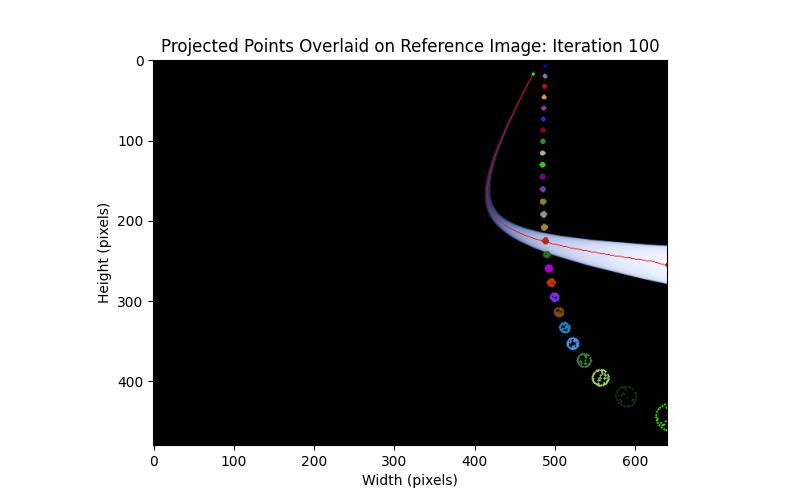 Projected Points Overlaid on Reference Image: Iteration 100
0
100
200
300
400
Height (pixels)
0 100 200 300 400 500 600
Width (pixels)